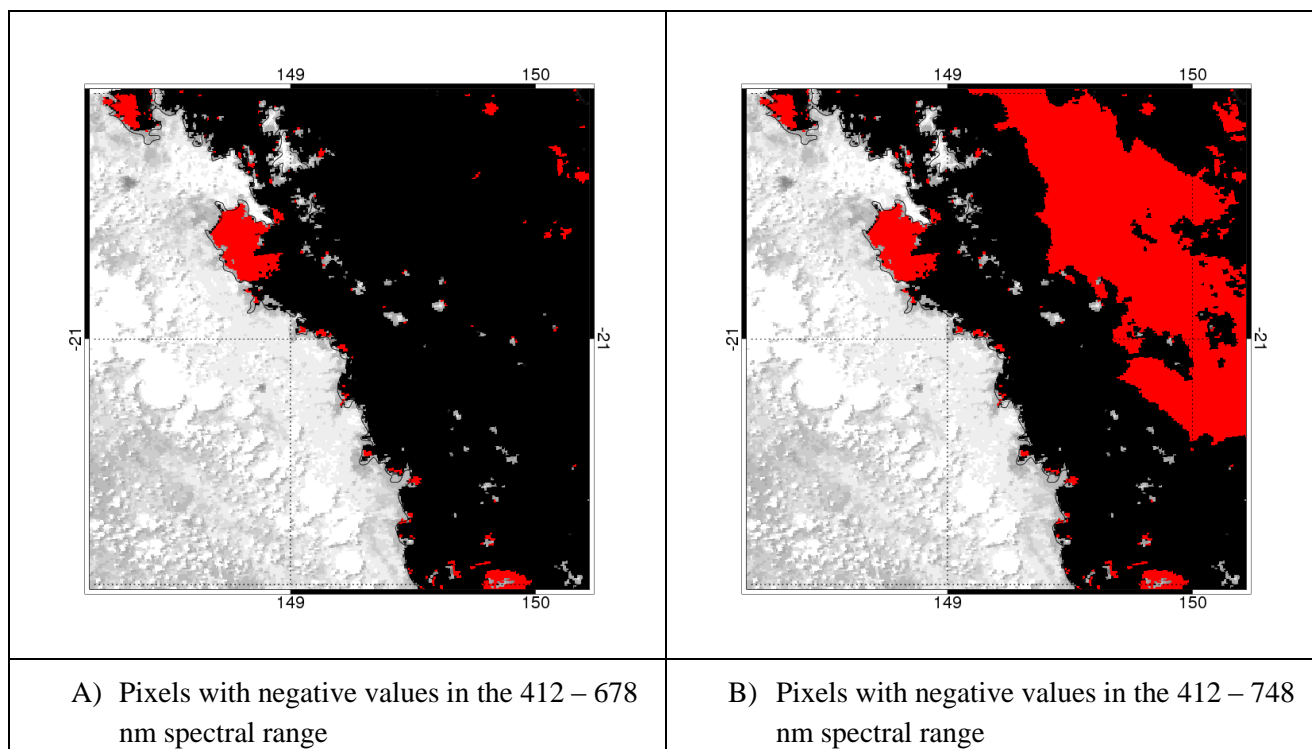 149 150
149 150
-21 -21
-21 -21
149 150
149 150
A) Pixels with negative values in the 412 – 678
nm spectral range
B) Pixels with negative values in the 412 – 748
nm spectral range